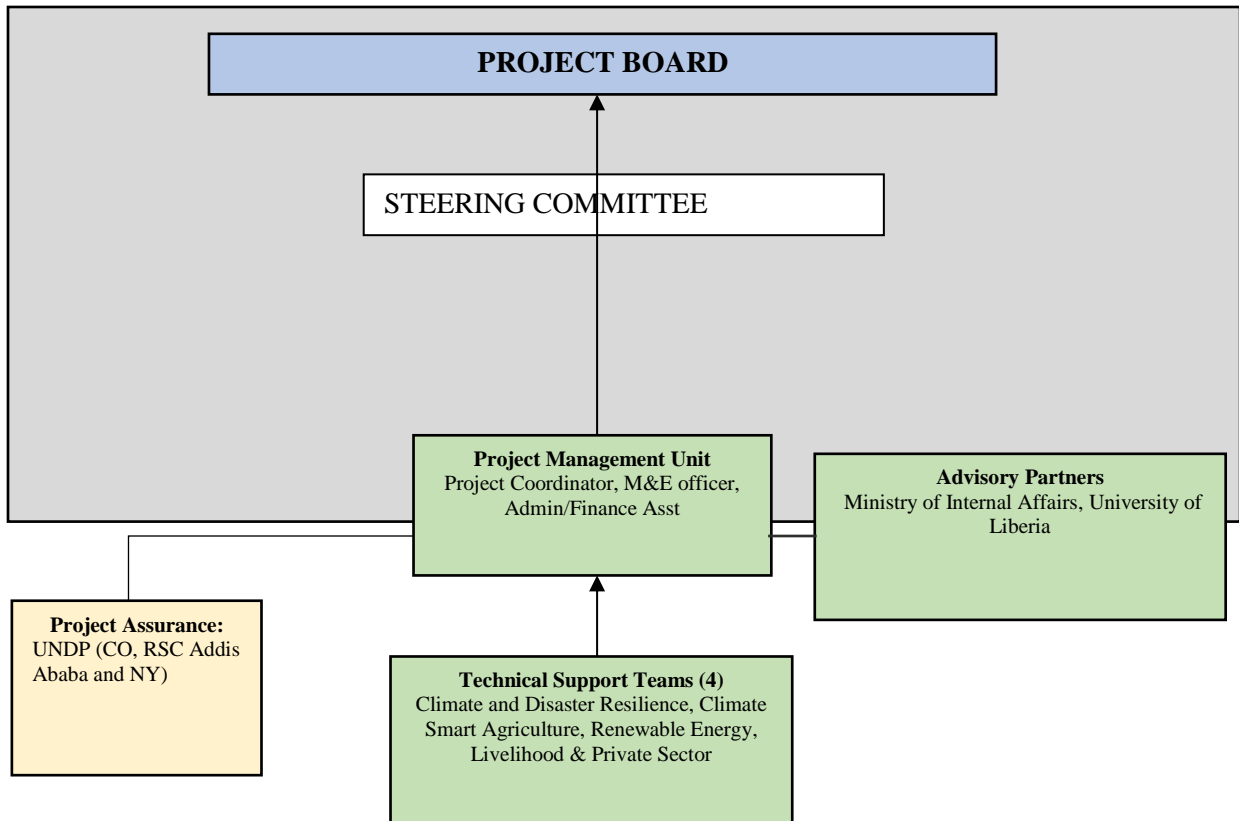 PROJECT BOARD
STEERING COMMITTEE
Project Management Unit
Project Coordinator, M&E officer,
Admin/Finance Asst
Advisory Partners
Ministry of Internal Affairs, University of
Liberia
Project Assurance:
UNDP (CO, RSC Addis
Ababa and NY)
Technical Support Teams (4)
Climate and Disaster Resilience, Climate
Smart Agriculture, Renewable Energy,
Livelihood & Private Sector